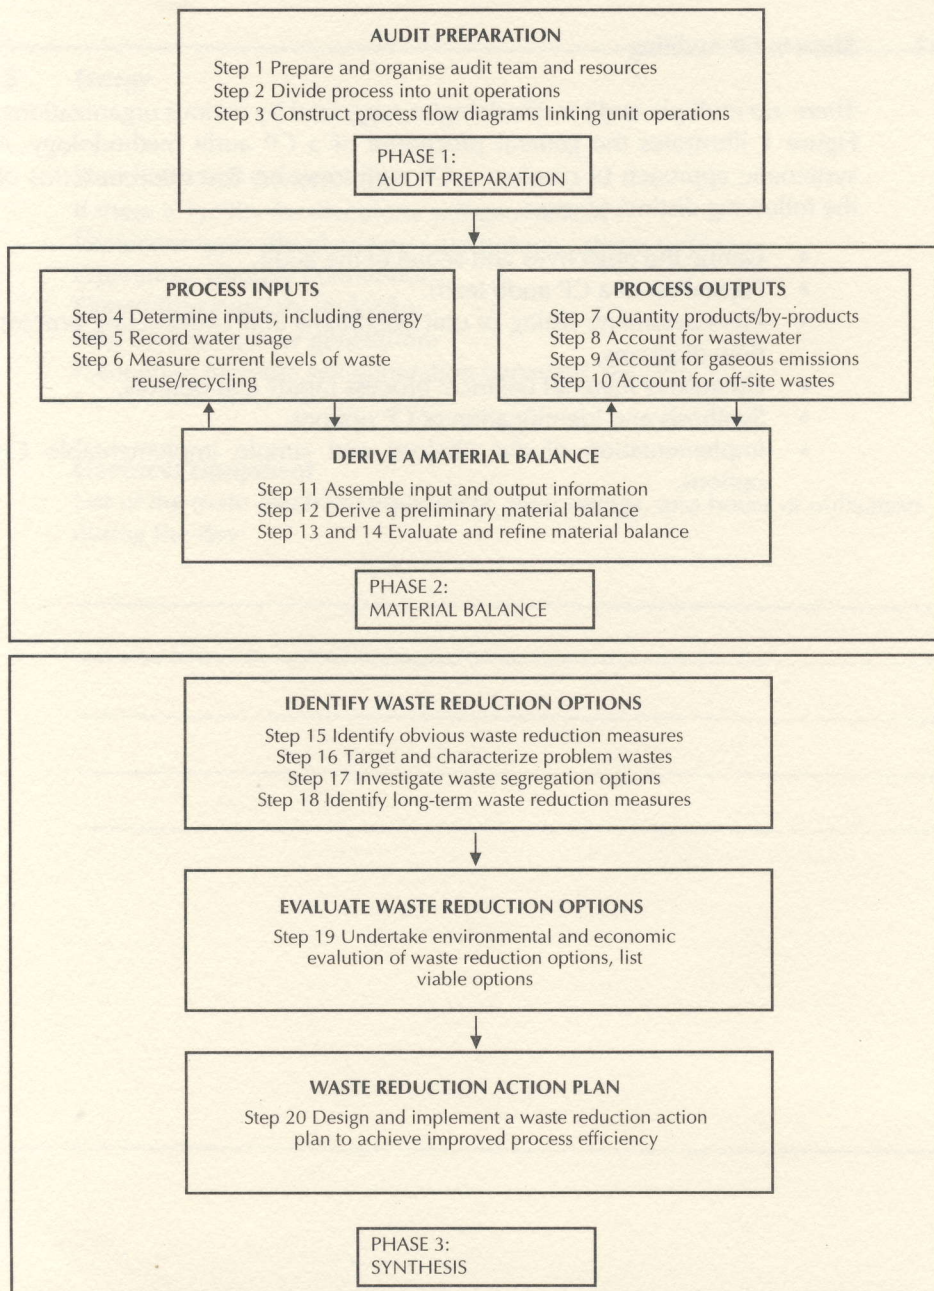 AUDIT PREPARATION
Step 1 Prepare and organise audit team and resources
Step 2 Divide process into unit operations
Step 3 Construct process flow diagrams linking unit operations
PHASE 1:
AUDIT PREPARATION
PROCESS INPUTS
Step 4 Determine inputs, including energy
Step 5 Record water usage
Step 6 Measure current levels of waste
reuse/recycling
PROCESS OUTPUTS
Step 7 Quantity products/by-products
Step 8 Account for wastewater
Step 9 Account for gaseous emissions
Step 10 Account for off-site wastes
DERIVE A MATERIAL BALANCE
Step 11 Assemble input and output information
Step 12 Derive a preliminary material balance
Step 13 and 14 Evaluate and refine material balance
PHASE 2:
MATERIAL BALANCE
IDENTIFY WASTE REDUCTION OPTIONS
Step 15 Identify obvious waste reduction measures
Step 16 Target and characterize problem wastes
Step 17 Investigate waste segregation options
Step 18 Identify long-term waste reduction measures
EVALUATE WASTE REDUCTION OPTIONS
Step 19 Undertake environmental and economic
evalution of waste reduction options, list
viable options
WASTE REDUCTION ACTION PLAN
Step 20 Design and implement a waste reduction action
plan to achieve improved process efficiency
PHASE 3:
SYNTHESIS